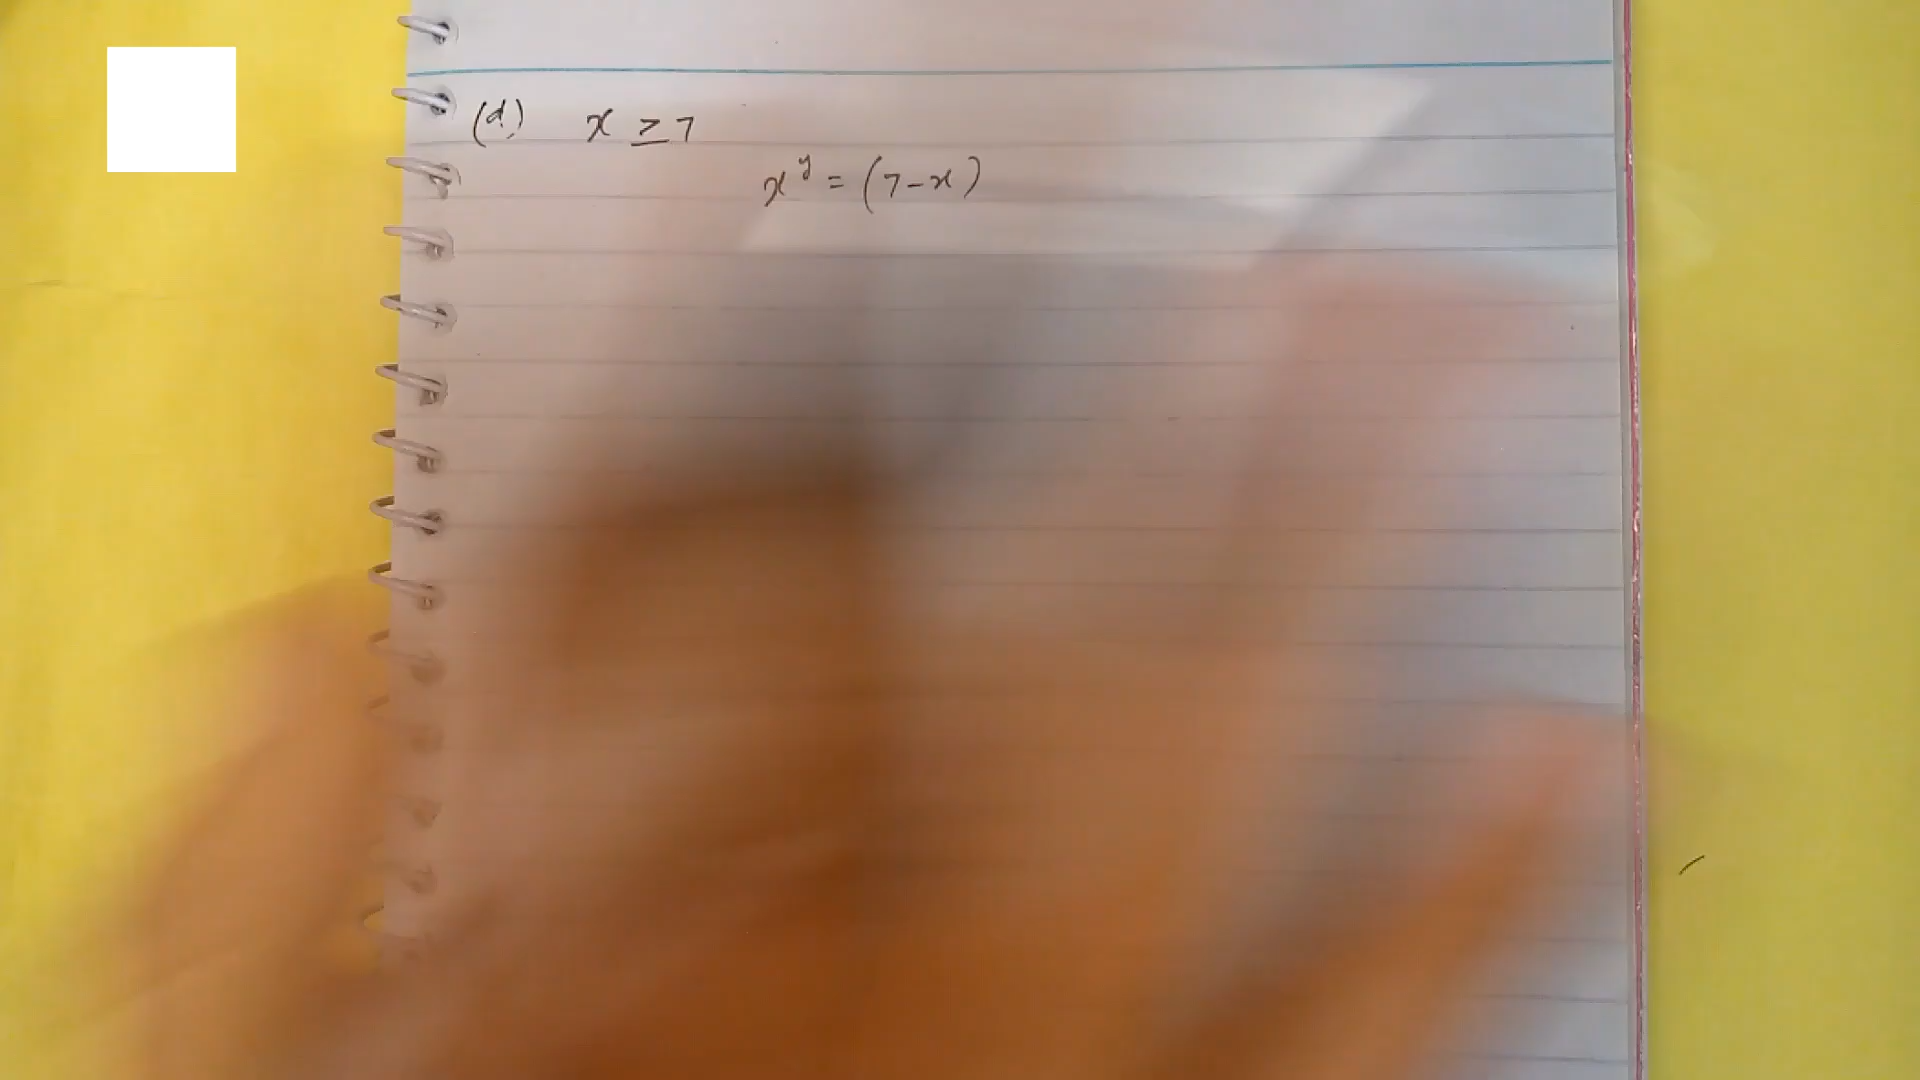 (d) x ≥ 7
x^y = (7-x)